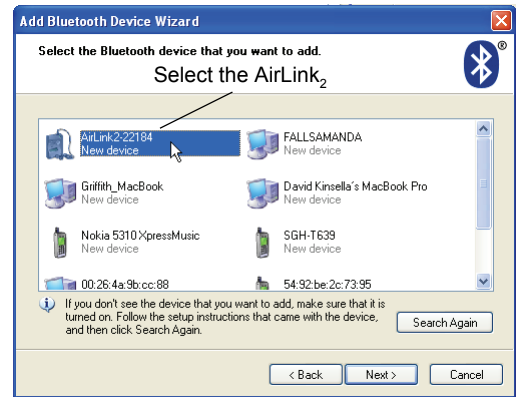 Add Bluetooth Device Wizard
Select the Bluetooth device that you want to add.
®
Select the AirLink2
AirLink2-22184
New device
FALLSAMANDA
New device
Griffith_MacBook
New device
David Kinsella's MacBook Pro
New device
Nokia 5310 XpressMusic
New device
SGH-T639
New device
00:26:4a:9b:cc:88
54:92:be:2c:73:95
If you don't see the device that you want to add, make sure that it is
turned on. Follow the setup instructions that came with the device,
and then click Search Again.
Search Again
< Back
Next >
Cancel